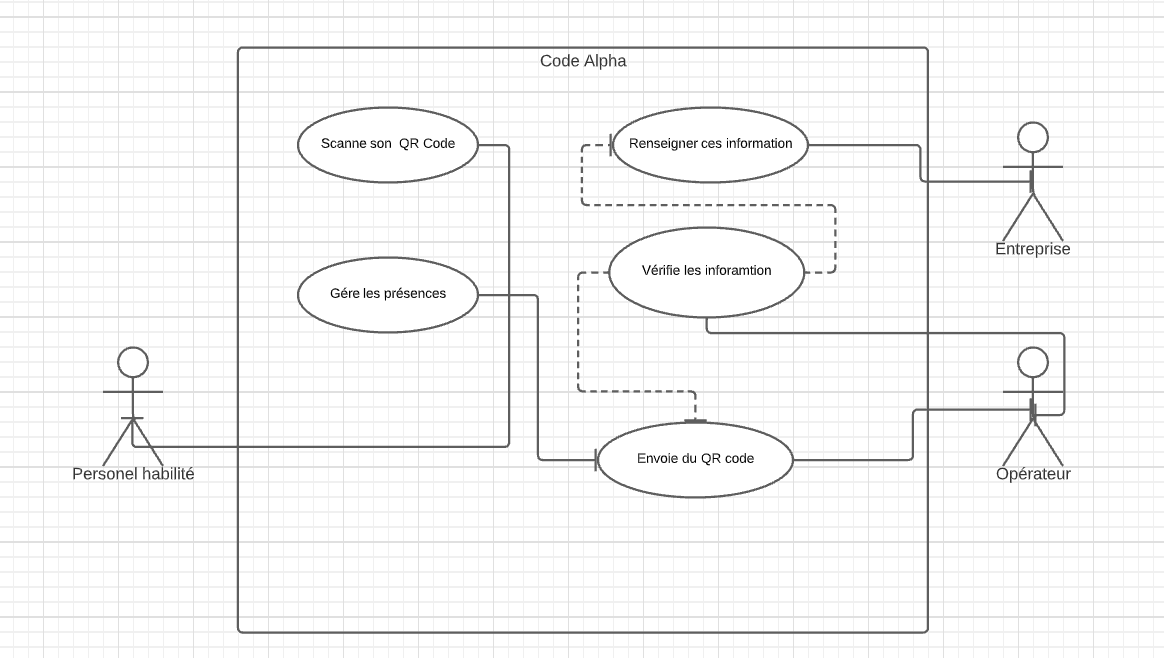 Code Alpha
Scanne son QR Code
Renseigner ces information
Entreprise
Vérifie les inforamtion
Gére les présences
Personel habilité
Opérateur
Envoie du QR code